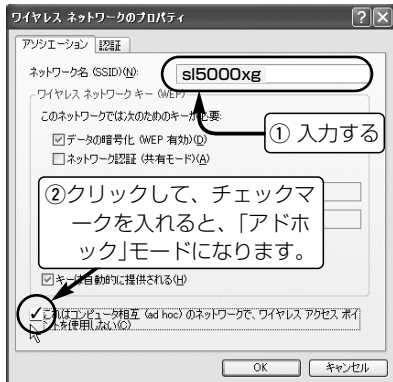 ワイヤレス ネットワークのプロパティ
アソシエーション 認証
ネットワーク名 (SSID)(N): sl5000xg
ワイヤレス ネットワーク キー (WEP)
このネットワークでは次のためのキーが必要:
① 入力する
データの暗号化 (WEP 有効)(D)
ネットワーク認証 (共有モード)(A)
②クリックして、チェックマ
ークを入れると、「アドホ
ック」モードになります。
キーは自動的に提供される(H)
これはコンピュータ相互 (ad hoc) のネットワークで、ワイヤレス アクセス ポイ
ントを使用しない(C)
OK キャンセル